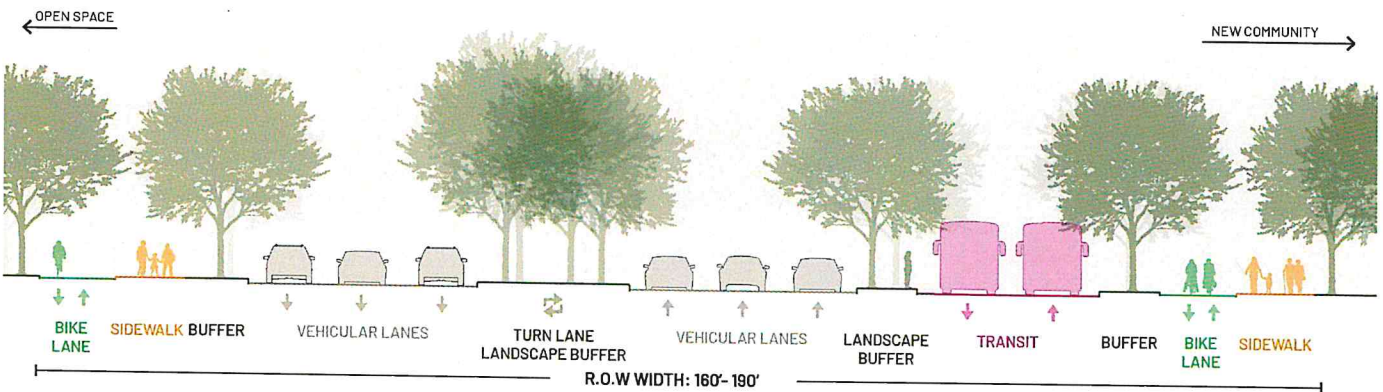 OPEN SPACE
NEW COMMUNITY
BIKE
LANE
SIDEWALK
BUFFER
VEHICULAR LANES
TURN LANE
LANDSCAPE BUFFER
VEHICULAR LANES
LANDSCAPE
BUFFER
TRANSIT
BUFFER
BIKE
LANE
SIDEWALK
R.O.W WIDTH: 160'- 190'